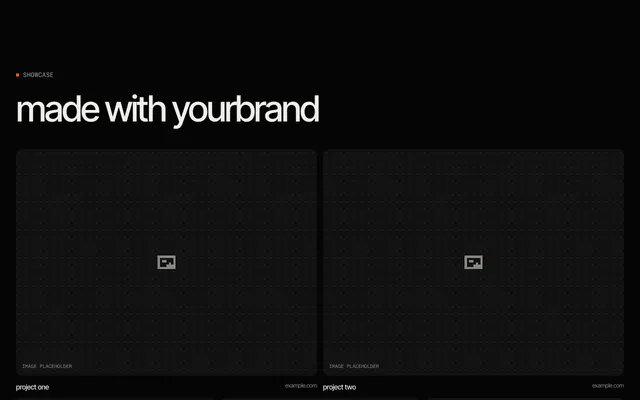 SHOWCASE
made with yourbrand
IMAGE PLACEHOLDER
IMAGE PLACEHOLDER
project one
example.com
project two
example.com